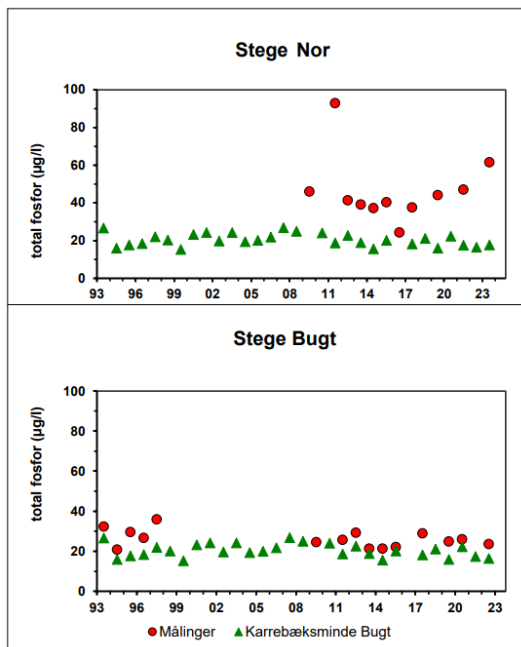 Stege Nor
total fosfor (µg/l)
100
80
60
40
20
0
93 96 99 02 05 08 11 14 17 20 23
Stege Bugt
total fosfor (µg/l)
100
80
60
40
20
0
93 96 99 02 05 08 11 14 17 20 23
Målinger Karrebæksminde Bugt